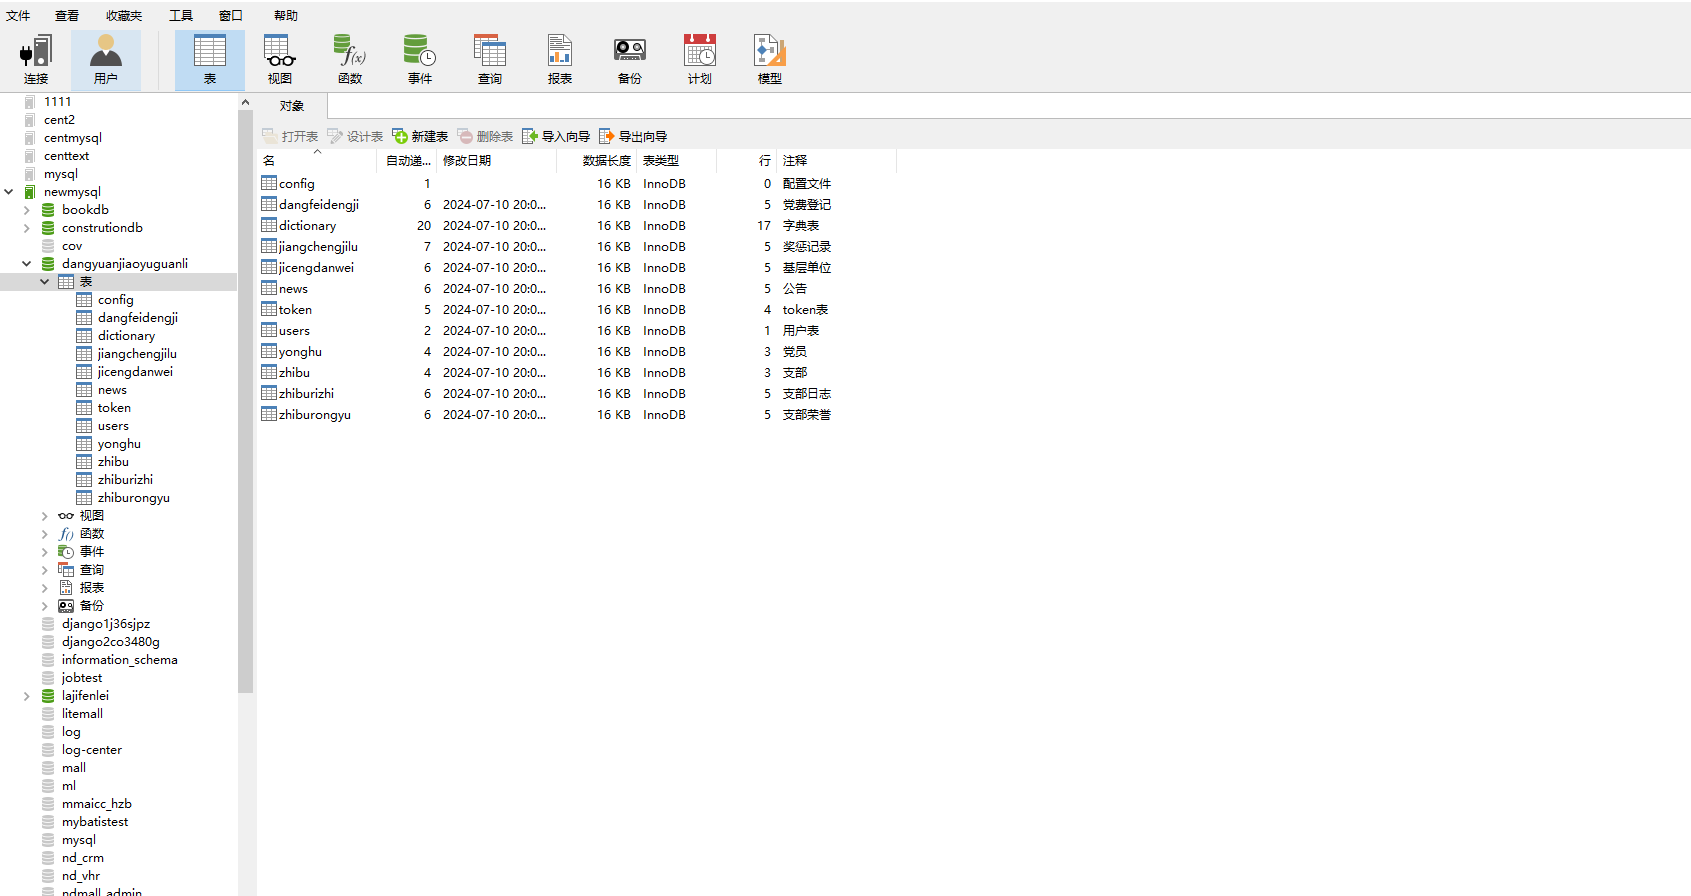 文件 查看 收藏夹 工具 窗口 帮助
连接 用户 表 视图 函数 事件 查询 报表 备份 计划 模型
1111
cent2
centmysql
centtext
mysql
newmysql
bookdb
construtiondb
cov
dangyuanjiaoyuguanli
表
config
dangfeidengji
dictionary
jiangchengjilu
jicengdanwei
news
token
users
yonghu
zhibu
zhiburizhi
zhiburongyu
视图
函数
事件
查询
报表
备份
django1j36sjpz
django2co3480g
information_schema
jobtest
lajifenlei
litemall
log
log-center
mall
ml
mmaicc_hzb
mybatistest
mysql
nd_crm
nd_vhr
ndmall_admin
对象
打开表 设计表 新建表 删除表 导入向导 导出向导
名 自动递... 修改日期 数据长度 表类型 行 注释
config 1 16 KB InnoDB 0 配置文件
dangfeidengji 6 2024-07-10 20:0... 16 KB InnoDB 5 党费登记
dictionary 20 2024-07-10 20:0... 16 KB InnoDB 17 字典表
jiangchengjilu 7 2024-07-10 20:0... 16 KB InnoDB 5 奖惩记录
jicengdanwei 6 2024-07-10 20:0... 16 KB InnoDB 5 基层单位
news 6 2024-07-10 20:0... 16 KB InnoDB 5 公告
token 5 2024-07-10 20:0... 16 KB InnoDB 4 token表
users 2 2024-07-10 20:0... 16 KB InnoDB 1 用户表
yonghu 4 2024-07-10 20:0... 16 KB InnoDB 3 党员
zhibu 4 2024-07-10 20:0... 16 KB InnoDB 3 支部
zhiburizhi 6 2024-07-10 20:0... 16 KB InnoDB 5 支部日志
zhiburongyu 6 2024-07-10 20:0... 16 KB InnoDB 5 支部荣誉